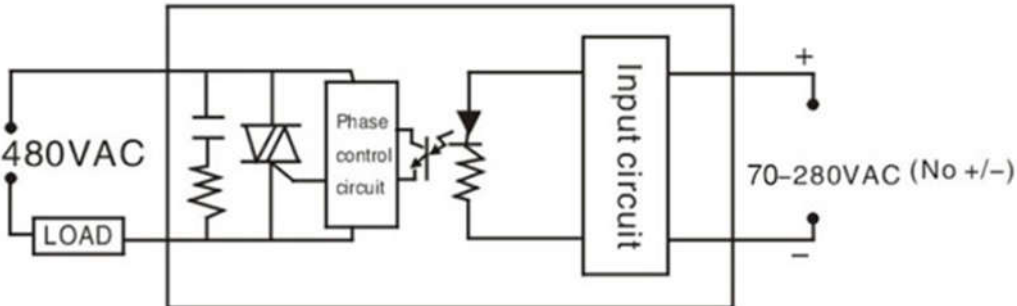 480VAC
LOAD
Phase
control
circuit
Input circuit
+
70–280VAC (No +/–)
–